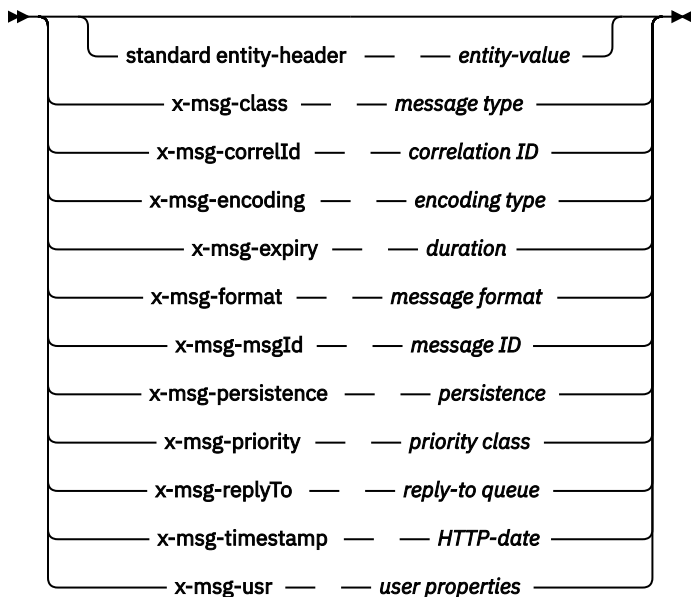 standard entity-header — — entity-value
x-msg-class — — message type
x-msg-correlId — — correlation ID
x-msg-encoding — — encoding type
x-msg-expiry — — duration
x-msg-format — — message format
x-msg-msgId — — message ID
x-msg-persistence — — persistence
x-msg-priority — — priority class
x-msg-replyTo — — reply-to queue
x-msg-timestamp — — HTTP-date
x-msg-usr — — user properties